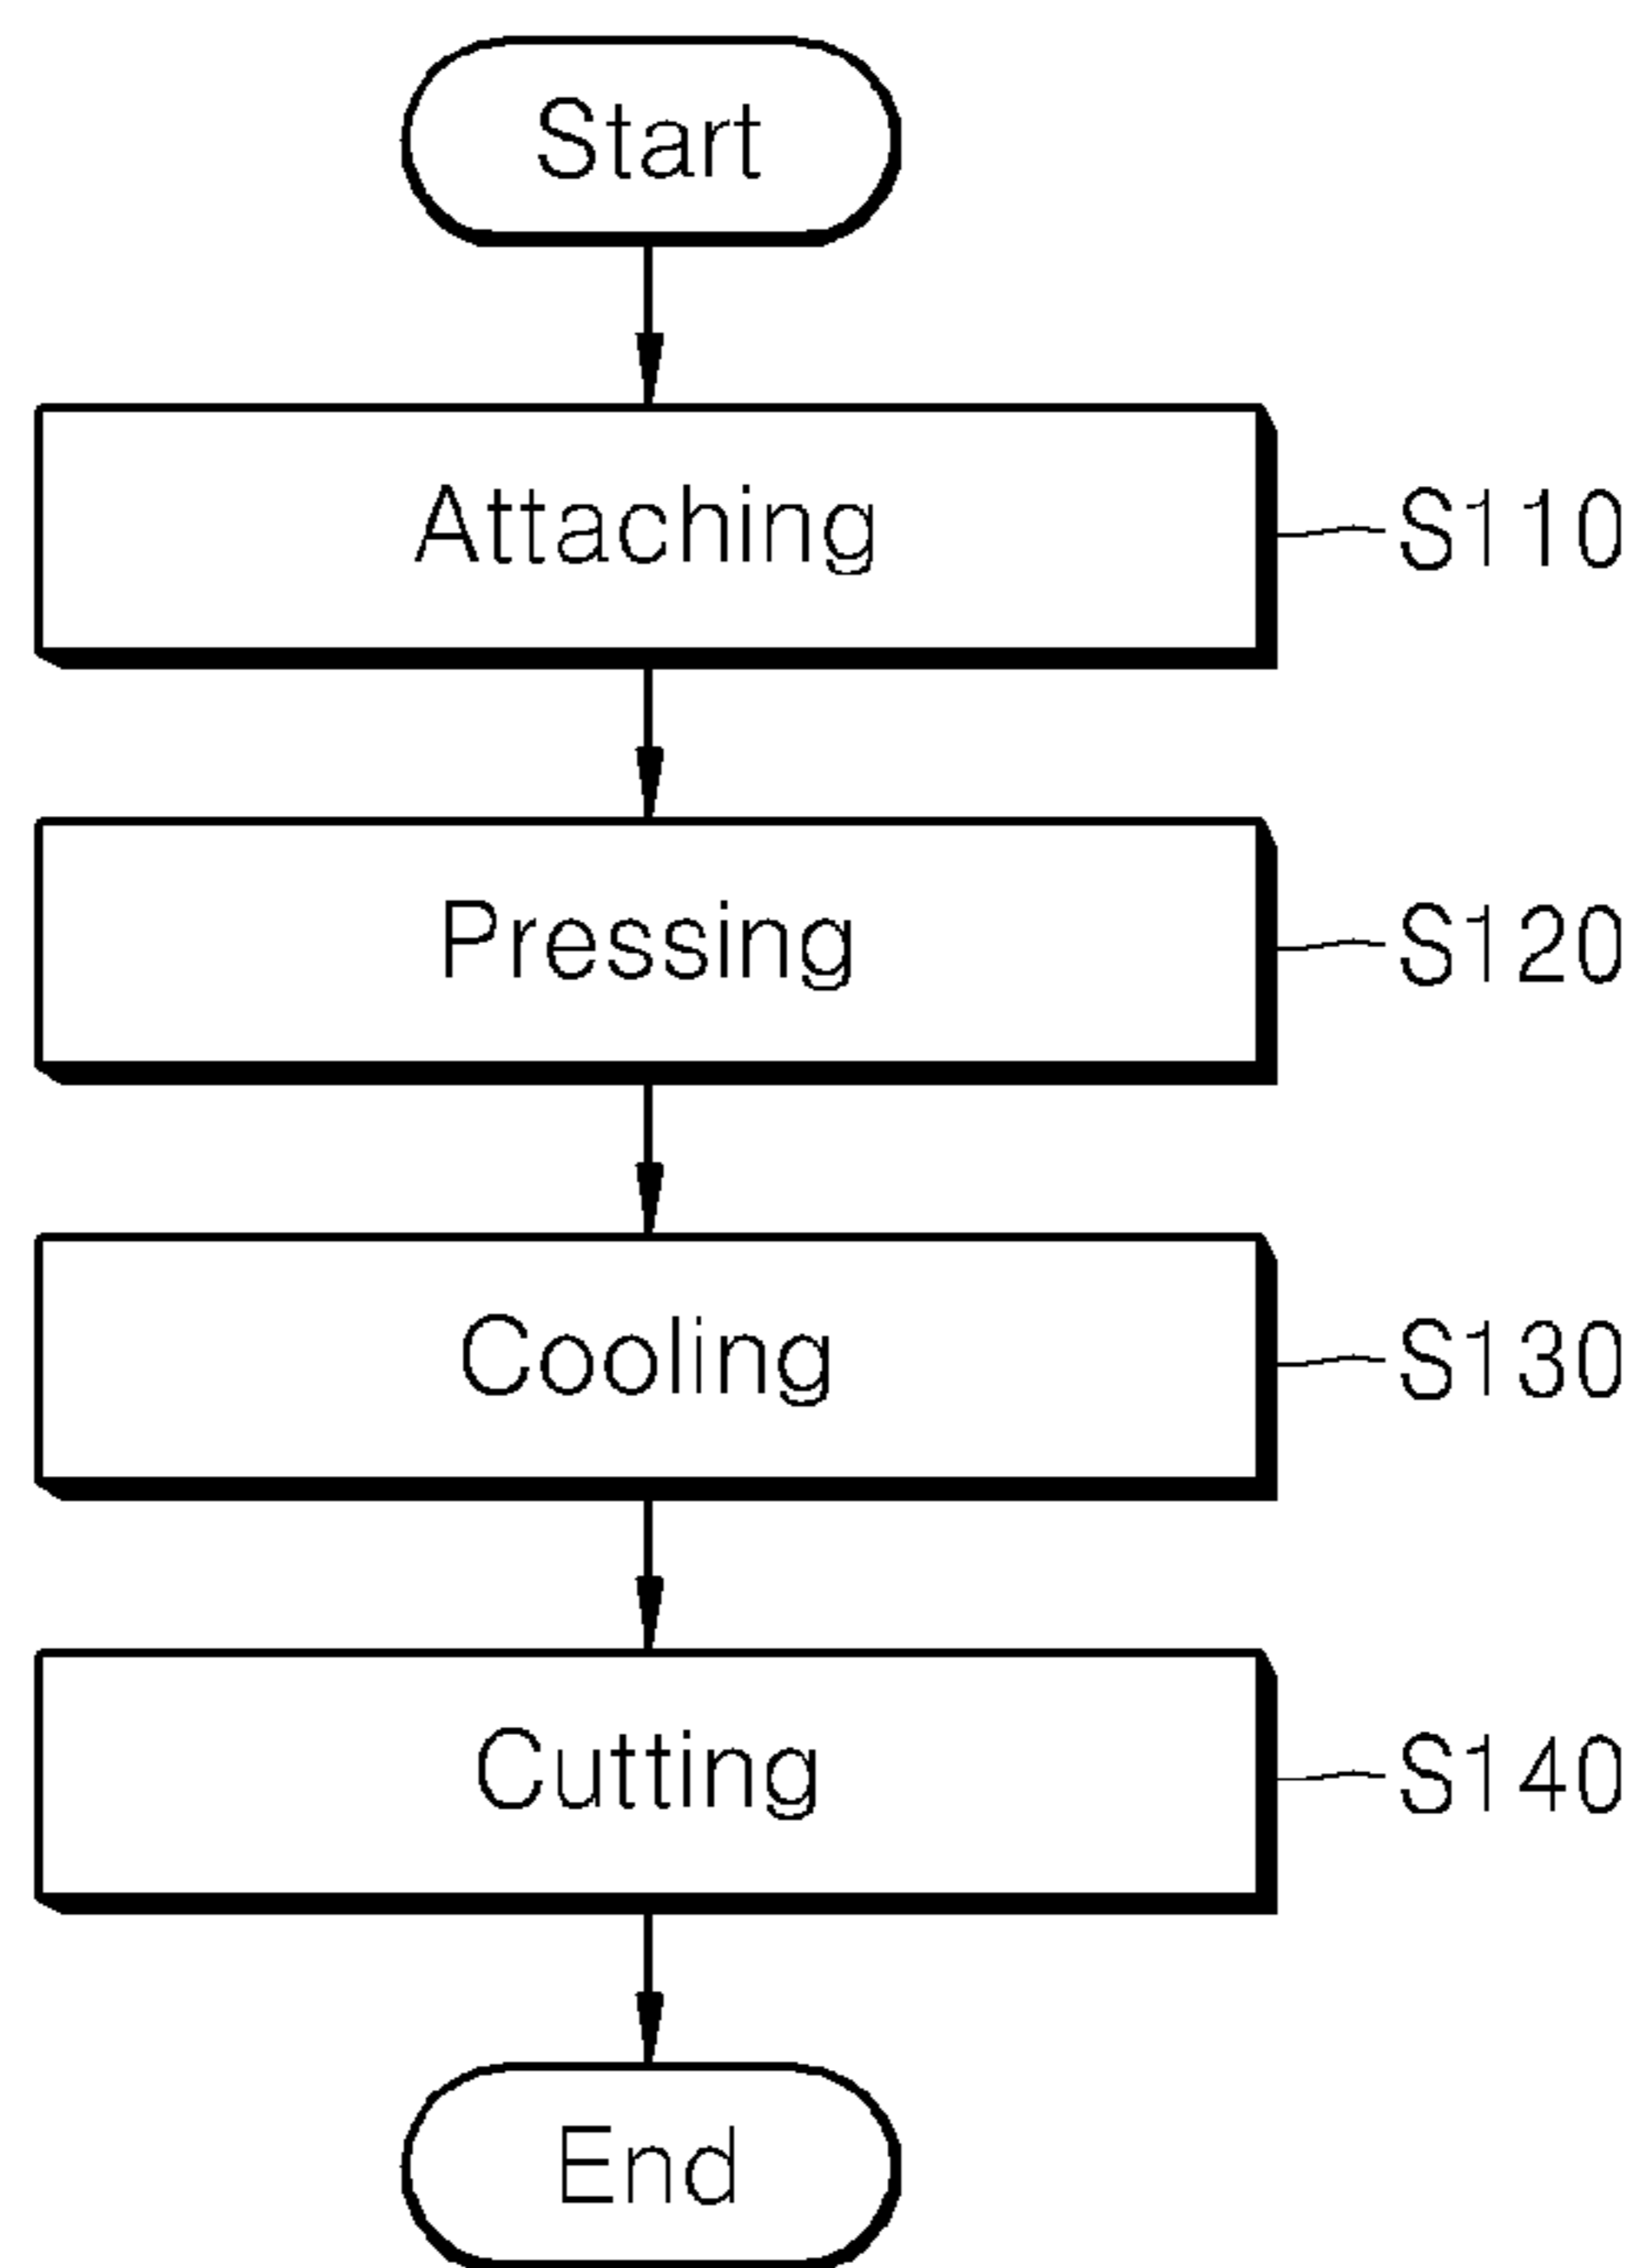 Start
Attaching
S110
Pressing
S120
Cooling
S130
Cutting
S140
End